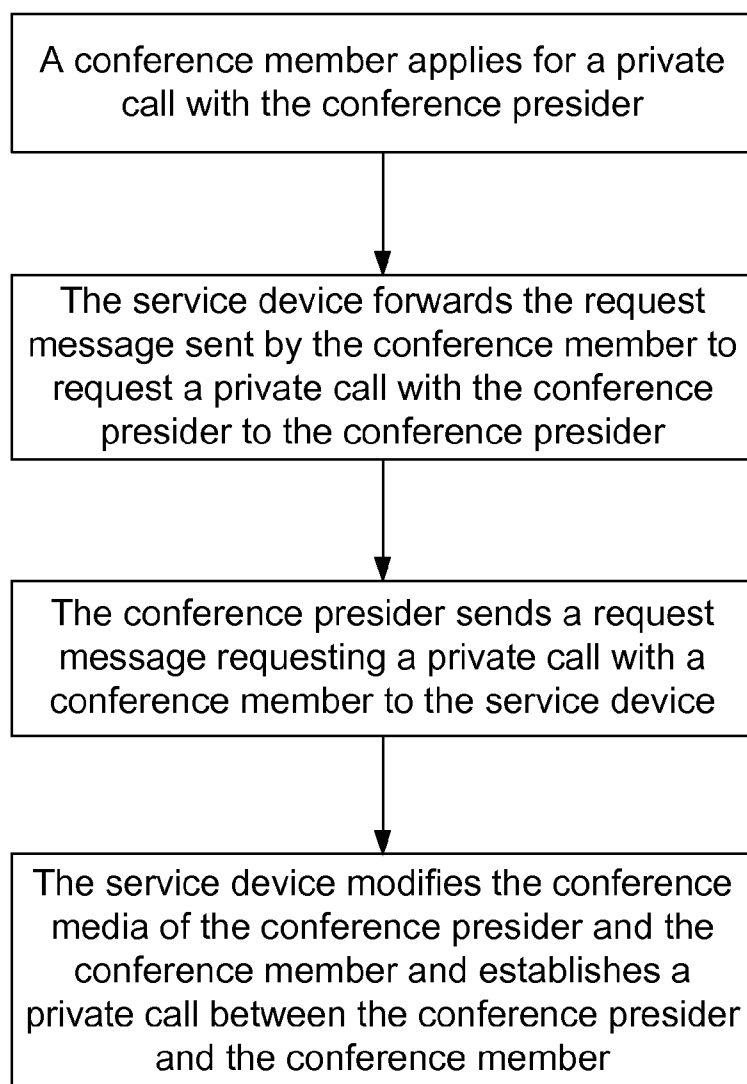 A conference member applies for a private
call with the conference presider
The service device forwards the request
message sent by the conference member to
request a private call with the conference
presider to the conference presider
The conference presider sends a request
message requesting a private call with a
conference member to the service device
The service device modifies the conference
media of the conference presider and the
conference member and establishes a
private call between the conference presider
and the conference member